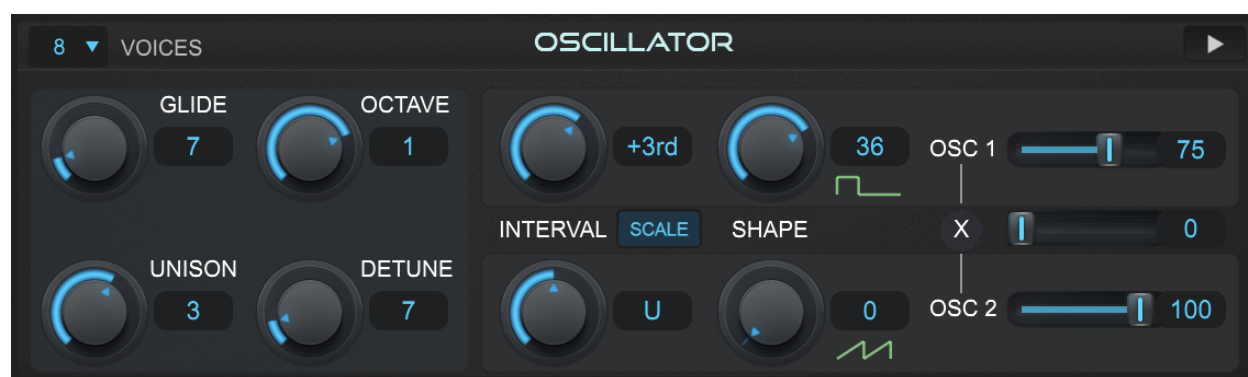 8 VOICES OSCILLATOR
GLIDE OCTAVE
7 1 +3rd 36 OSC 1 75
INTERVAL SCALE SHAPE X 0
UNISON DETUNE
3 7 U 0 OSC 2 100